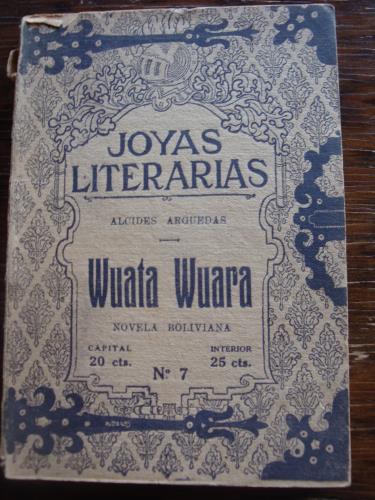 JOYAS
LITERARIAS
ALCIDES ARGUEDAS
Wuata Wuara
NOVELA BOLIVIANA
CAPITAL INTERIOR
20 cts. 25 cts.
Nº 7